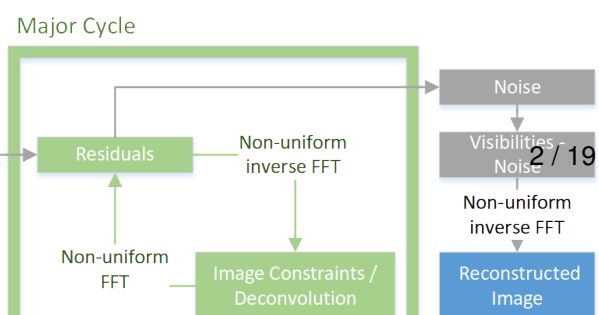 Major Cycle
Noise
Residuals
Non-uniform
inverse FFT
Visibilities -
Noise
2 / 19
Non-uniform
inverse FFT
Non-uniform
FFT
Image Constraints /
Deconvolution
Reconstructed
Image